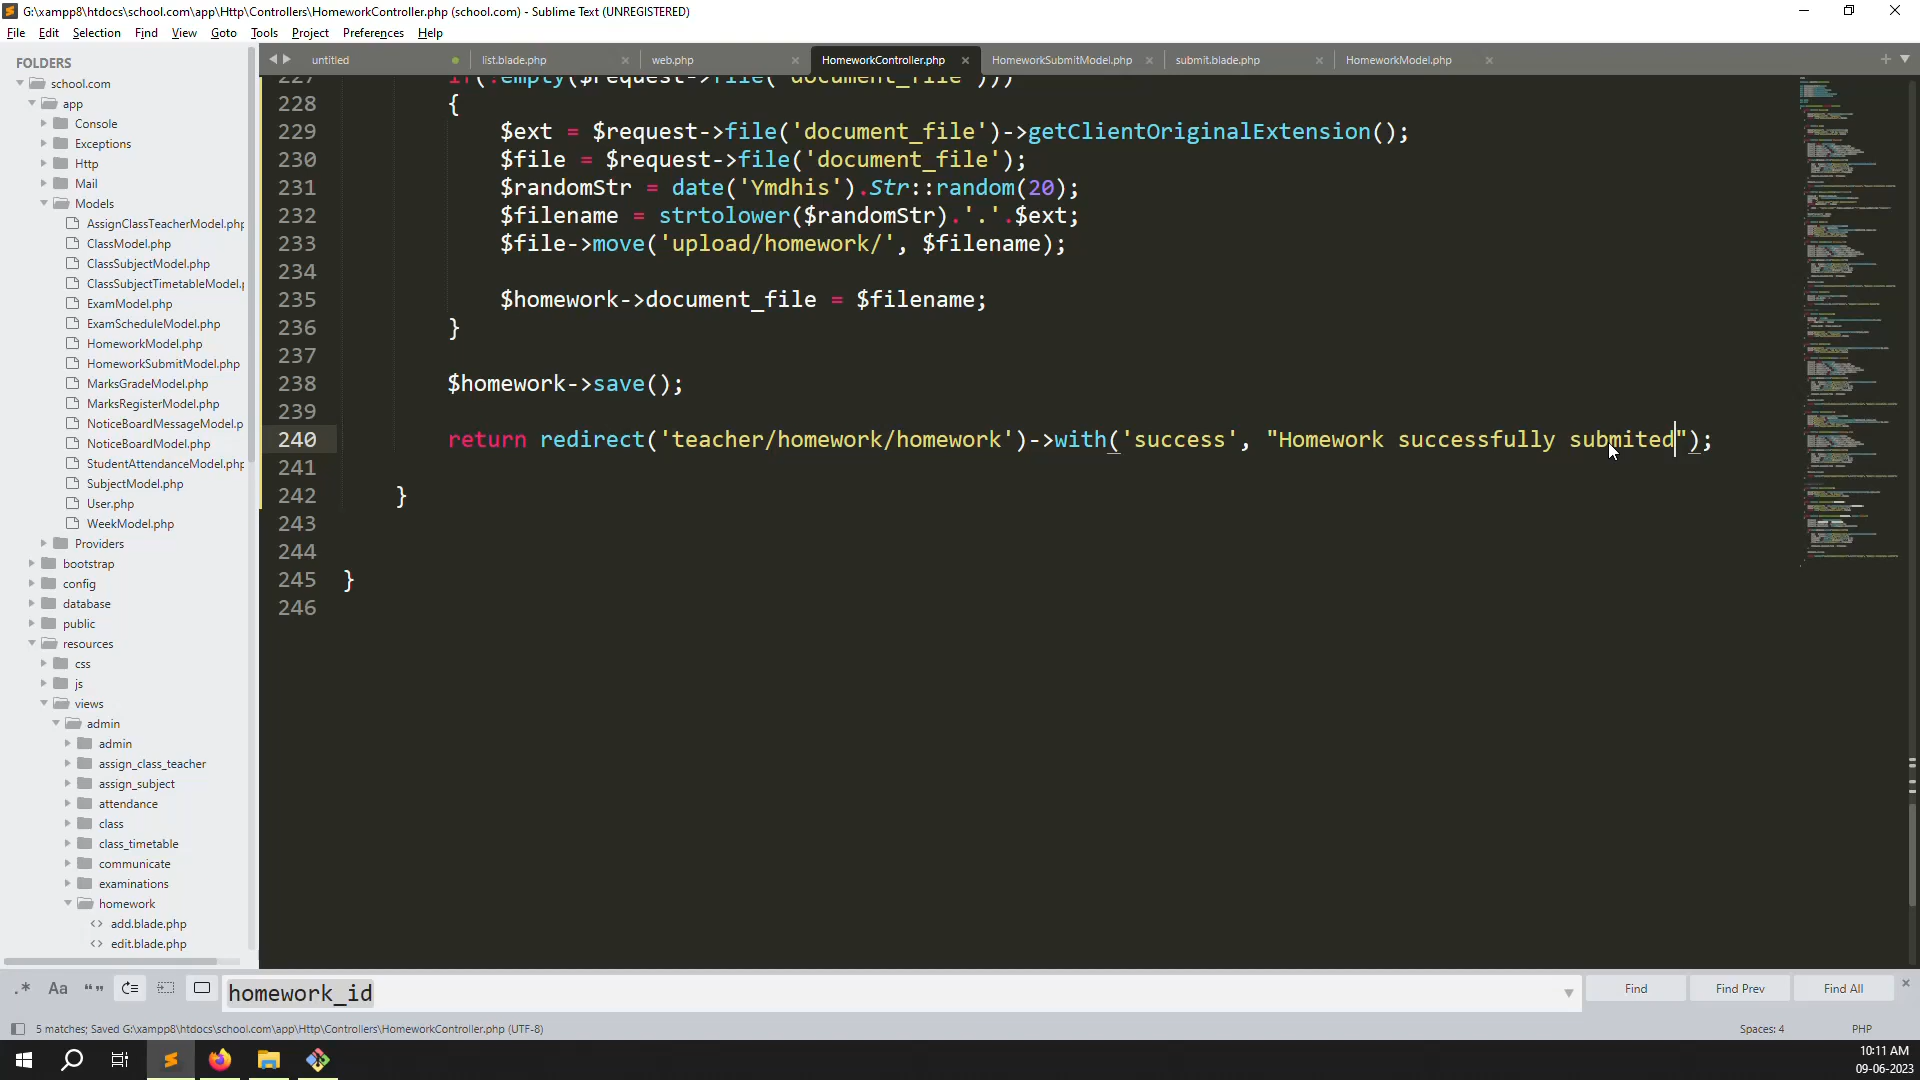 G:\xampp8\htdocs\school.com\app\Http\Controllers\HomeworkController.php (school.com) - Sublime Text (UNREGISTERED)
File Edit Selection Find View Goto Tools Project Preferences Help
FOLDERS
school.com
app
Console
Exceptions
Http
Mail
Models
AssignClassTeacherModel.php
ClassModel.php
ClassSubjectModel.php
ClassSubjectTimetableModel.
ExamModel.php
ExamScheduleModel.php
HomeworkModel.php
HomeworkSubmitModel.php
MarksGradeModel.php
MarksRegisterModel.php
NoticeBoardMessageModel.p
NoticeBoardModel.php
StudentAttendanceModel.php
SubjectModel.php
User.php
WeekModel.php
Providers
bootstrap
config
database
public
resources
css
js
views
admin
admin
assign_class_teacher
assign_subject
attendance
class
class_timetable
communicate
examinations
homework
add.blade.php
edit.blade.php
untitled list.blade.php web.php HomeworkController.php HomeworkSubmitModel.php submit.blade.php HomeworkModel.php
227 if(!empty($request->file('document_file')))
228 {
229 $ext = $request->file('document_file')->getClientOriginalExtension();
230 $file = $request->file('document_file');
231 $randomStr = date('Ymdhis').Str::random(20);
232 $filename = strtolower($randomStr).'.'.$ext;
233 $file->move('upload/homework/', $filename);
234
235 $homework->document_file = $filename;
236 }
237
238 $homework->save();
239
240 return redirect('teacher/homework/homework')->with('success', "Homework successfully submited");
241
242 }
243
244
245 }
246
.* Aa “” homework_id Find Find Prev Find All
5 matches; Saved G:\xampp8\htdocs\school.com\app\Http\Controllers\HomeworkController.php (UTF-8) Spaces: 4 PHP
10:11 AM
09-06-2023